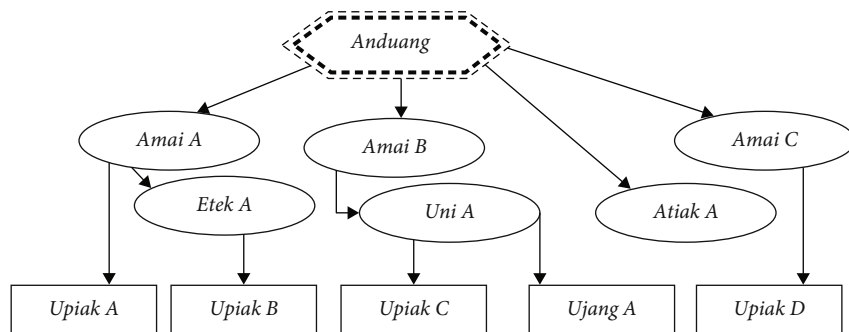 Anduang
Amai A
Amai B
Amai C
Etek A
Uni A
Atiak A
Upiak A
Upiak B
Upiak C
Ujang A
Upiak D